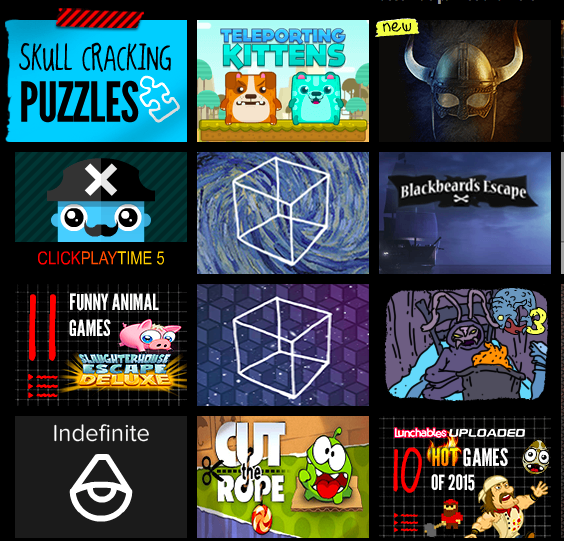 SKULL CRACKING
PUZZLES
TELEPORTING
KITTENS
new
CLICKPLAYTIME 5
Blackbeard's Escape
FUNNY ANIMAL
GAMES
SLAUGHTERHOUSE
ESCAPE
DELUXE
3
Indefinite
CUT
the
ROPE
Lunchables UPLOADED
10 HOT GAMES
OF 2015